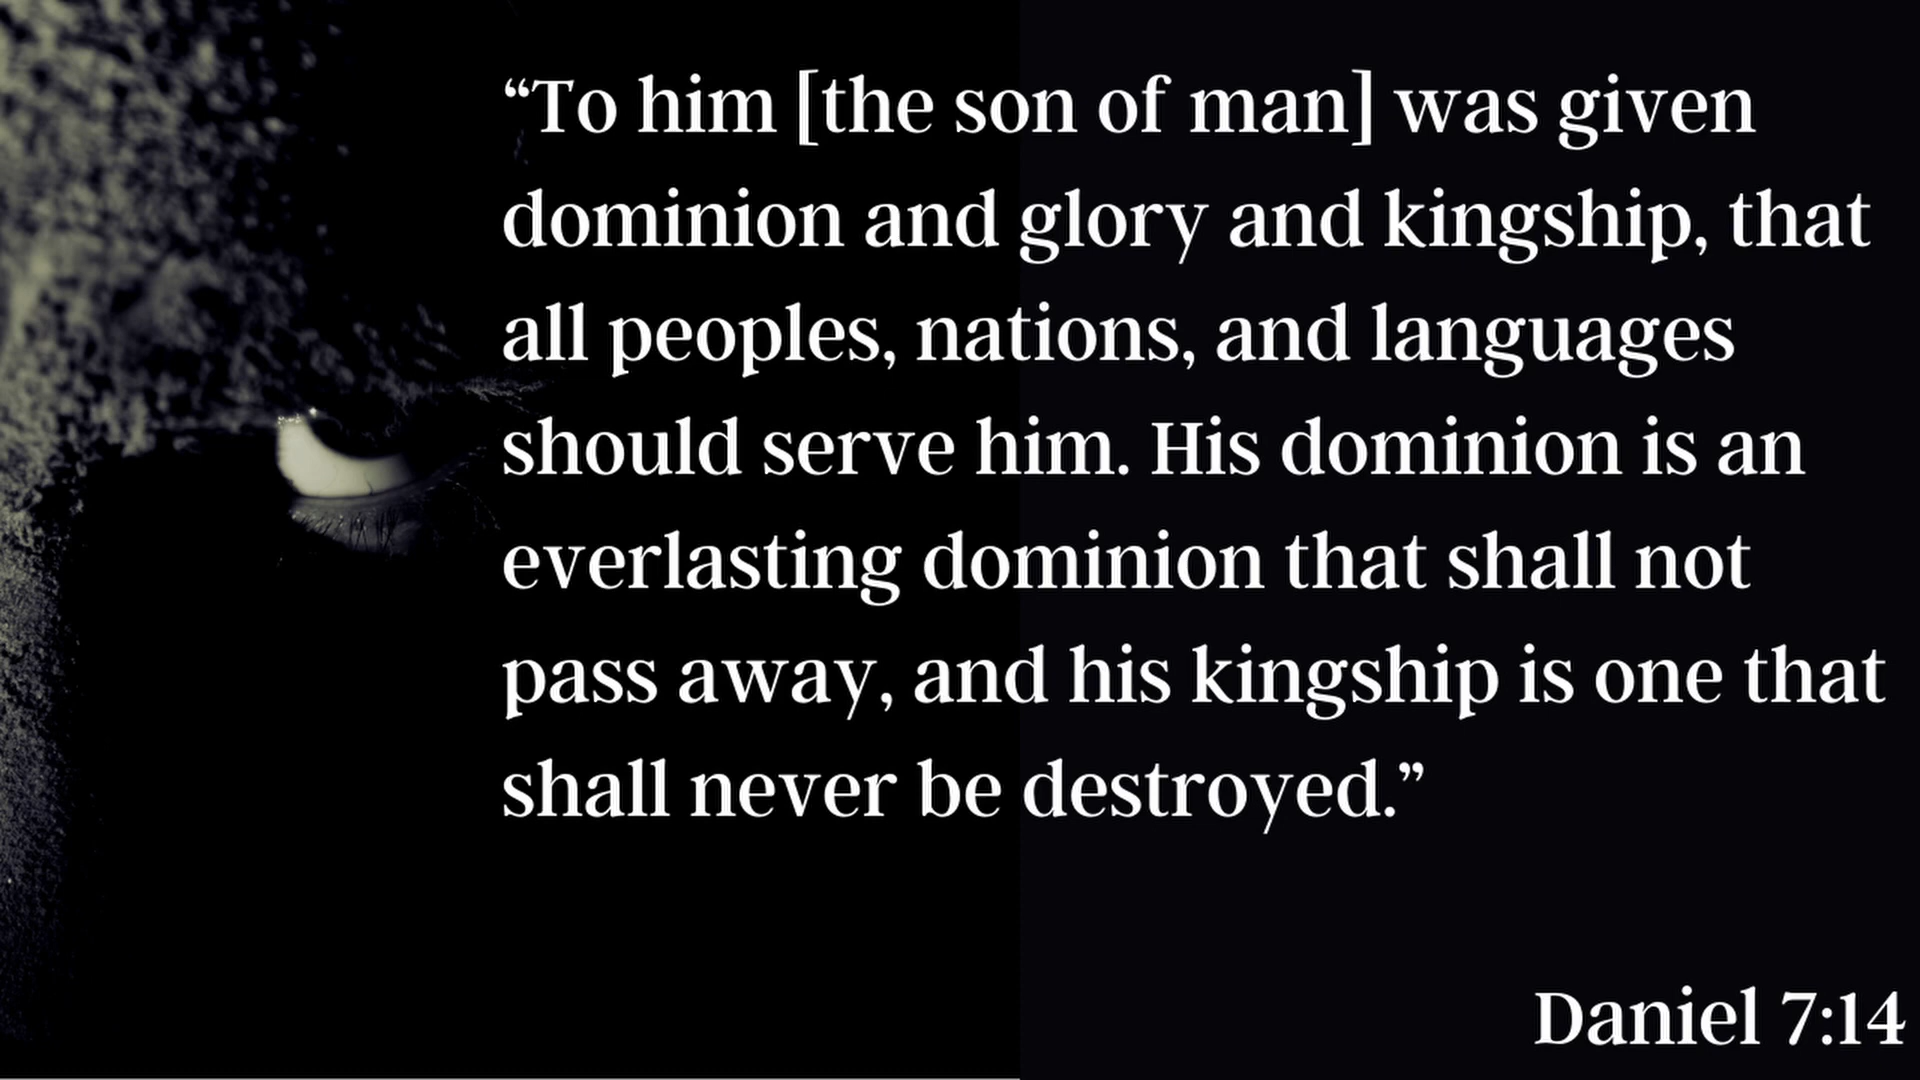 “To him [the son of man] was given
dominion and glory and kingship, that
all peoples, nations, and languages
should serve him. His dominion is an
everlasting dominion that shall not
pass away, and his kingship is one that
shall never be destroyed.”
Daniel 7:14